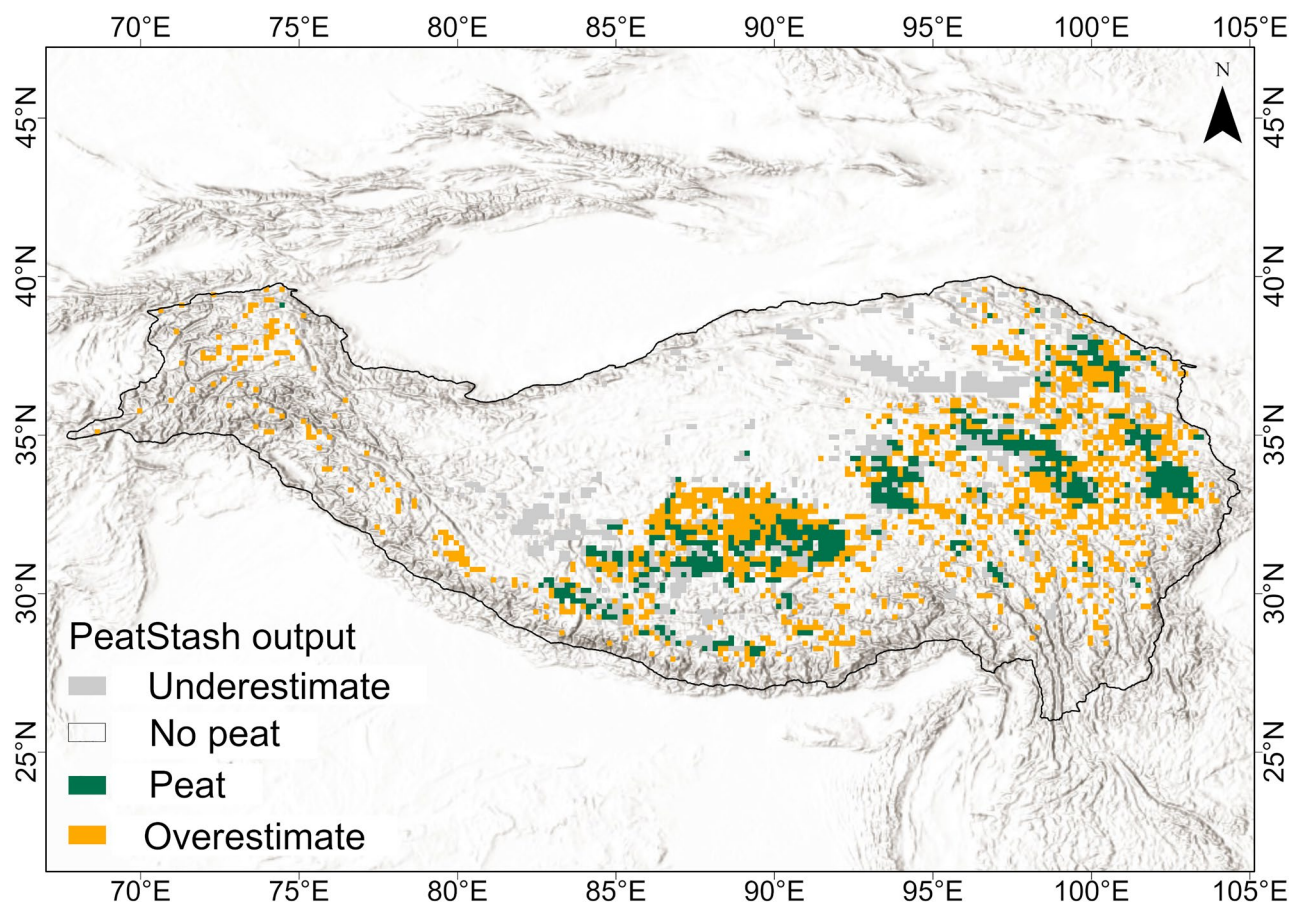 70°E 75°E 80°E 85°E 90°E 95°E 100°E 105°E
N
45°N 45°N
40°N 40°N
35°N 35°N
30°N 30°N
25°N 25°N
PeatStash output
Underestimate
No peat
Peat
Overestimate
70°E 75°E 80°E 85°E 90°E 95°E 100°E 105°E